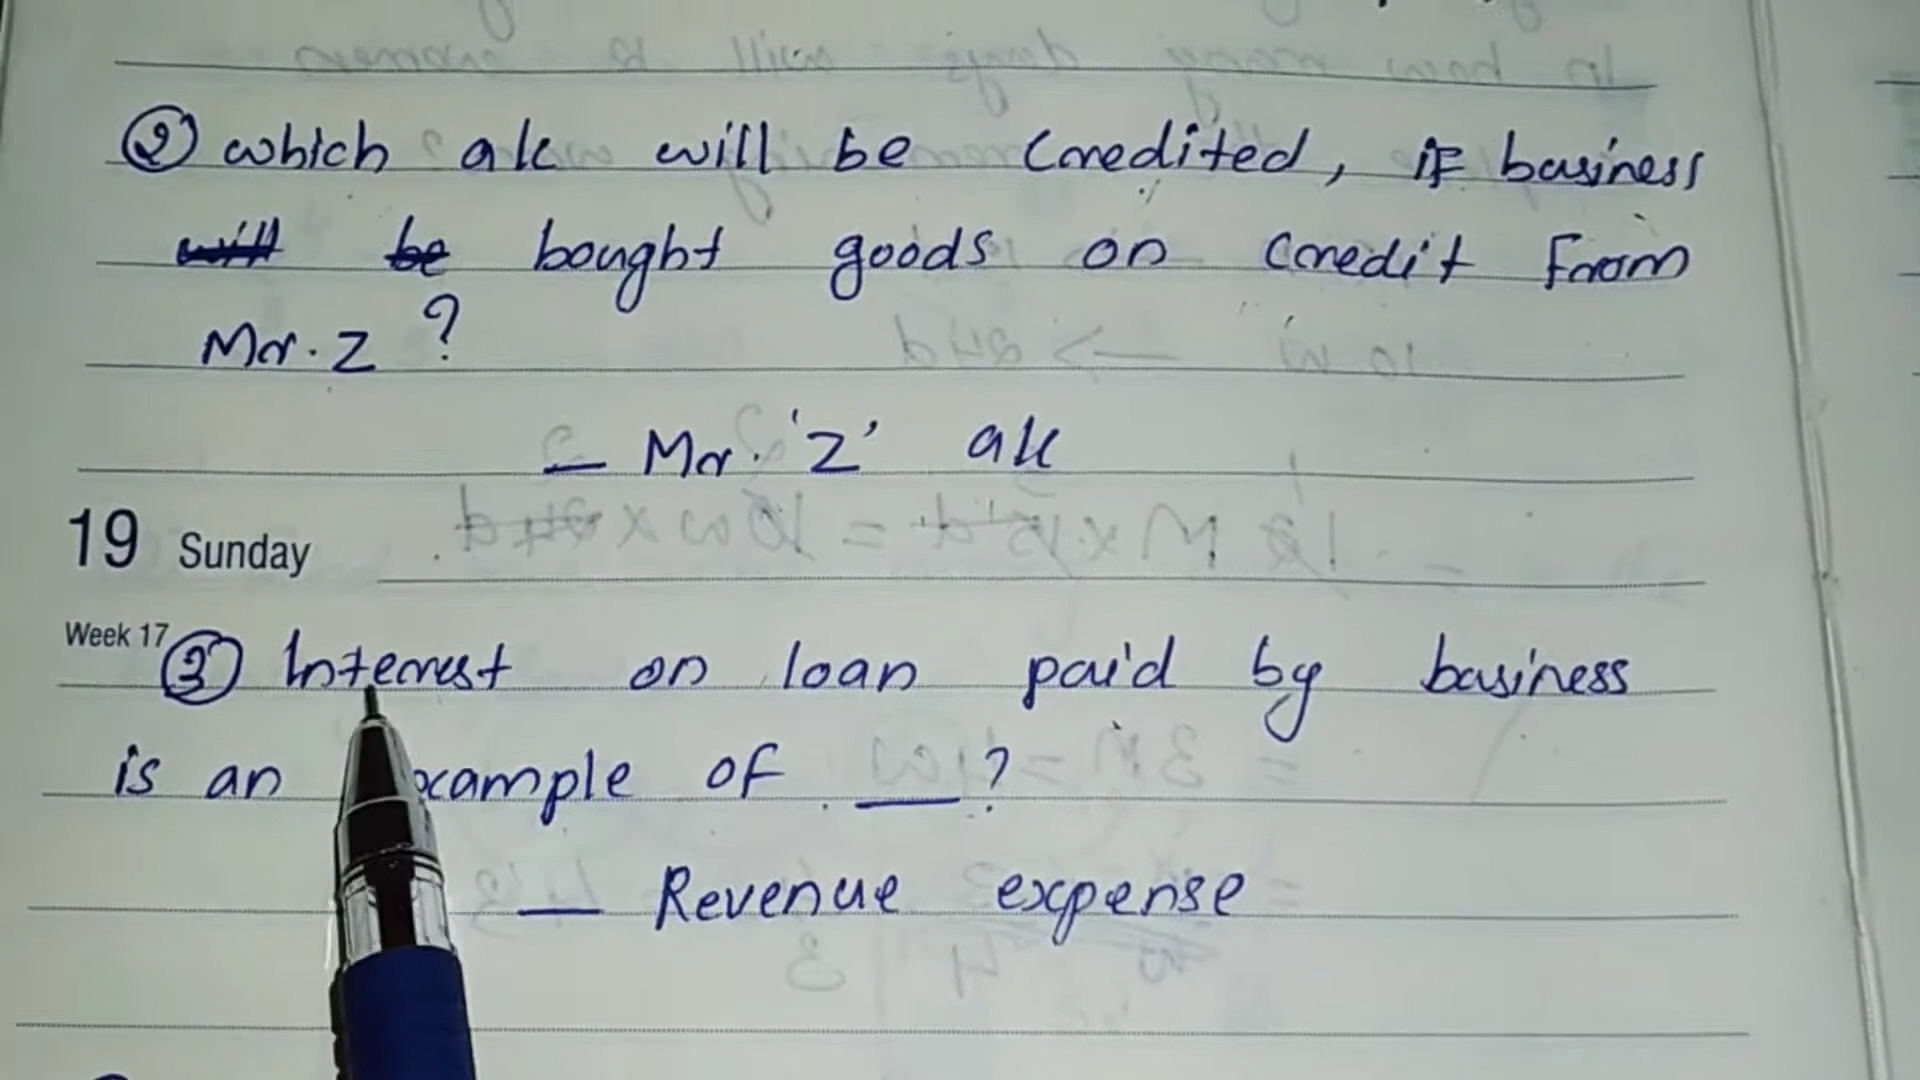 ② which a/c will be credited, if business
will be bought goods on credit from
Mr. Z ?
— Mr. 'Z' a/c
19 Sunday
Week 17
③ Interest on loan paid by business
is an example of ___ ?
— Revenue expense